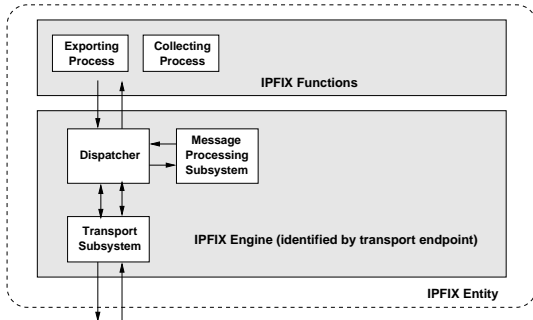 Exporting
Process
Collecting
Process
IPFIX Functions
Dispatcher
Message
Processing
Subsystem
Transport
Subsystem
IPFIX Engine (identified by transport endpoint)
IPFIX Entity